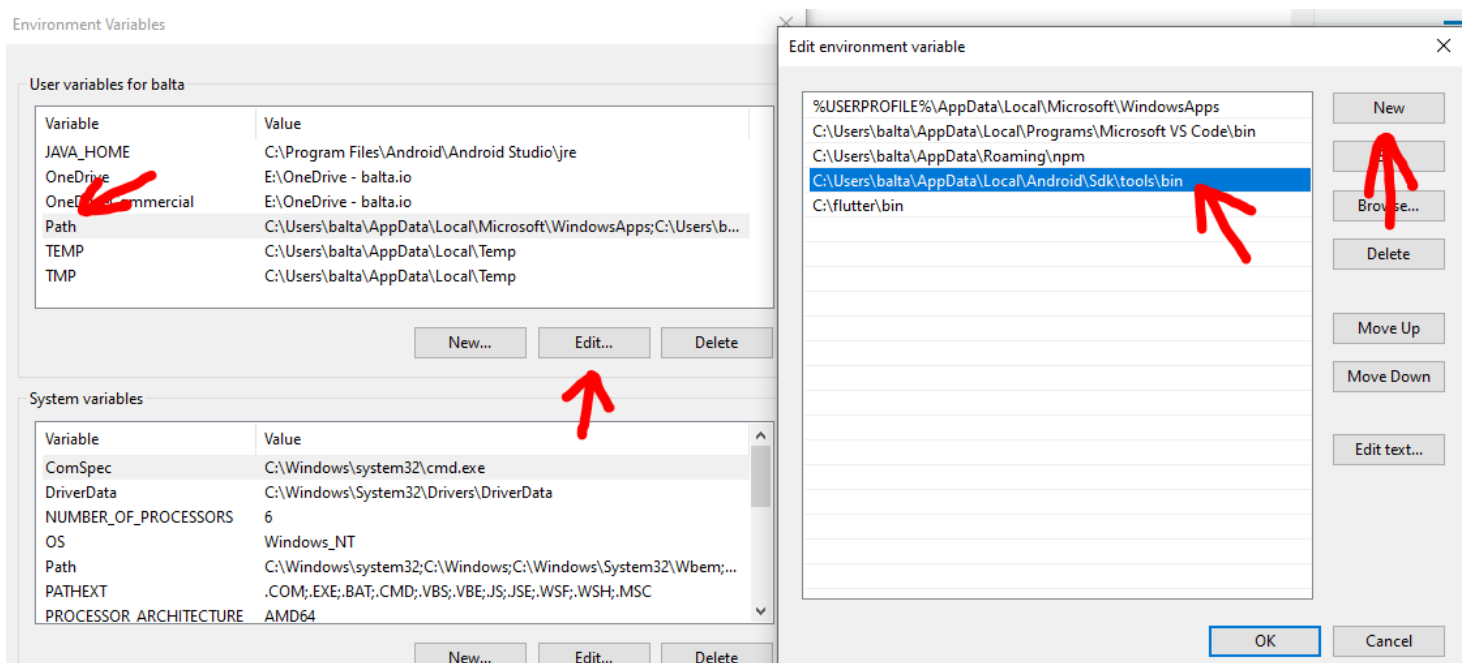 Environment Variables
User variables for balta
Variable Value
JAVA_HOME C:\Program Files\Android\Android Studio\jre
OneDrive E:\OneDrive - balta.io
E:\OneDrive - balta.io
Path C:\Users\balta\AppData\Local\Microsoft\WindowsApps;C:\Users\b...
TEMP C:\Users\balta\AppData\Local\Temp
TMP C:\Users\balta\AppData\Local\Temp
New... Edit... Delete
System variables
Variable Value
ComSpec C:\Windows\system32\cmd.exe
DriverData C:\Windows\System32\Drivers\DriverData
NUMBER_OF_PROCESSORS 6
OS Windows_NT
Path C:\Windows\system32;C:\Windows;C:\Windows\System32\Wbem;...
PATHEXT .COM;.EXE;.BAT;.CMD;.VBS;.VBE;.JS;.JSE;.WSF;.WSH;.MSC
PROCESSOR_ARCHITECTURE AMD64
New... Edit... Delete
Edit environment variable
%USERPROFILE%\AppData\Local\Microsoft\WindowsApps
C:\Users\balta\AppData\Local\Programs\Microsoft VS Code\bin
C:\Users\balta\AppData\Roaming\npm
C:\Users\balta\AppData\Local\Android\Sdk\tools\bin
C:\flutter\bin
New
Browse...
Delete
Move Up
Move Down
Edit text...
OK Cancel